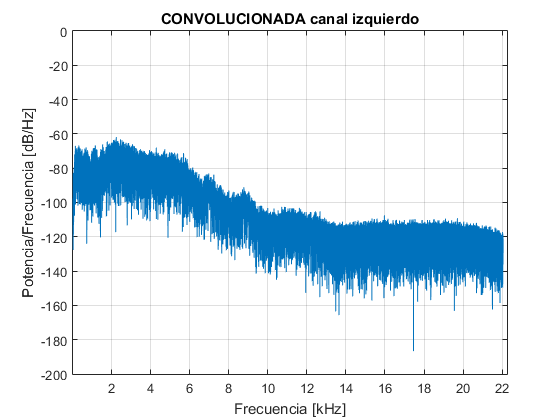 CONVOLUCIONADA canal izquierdo
0
-20
-40
-60
-80
-100
-120
-140
-160
-180
-200
Potencia/Frecuencia [dB/Hz]
2 4 6 8 10 12 14 16 18 20 22
Frecuencia [kHz]